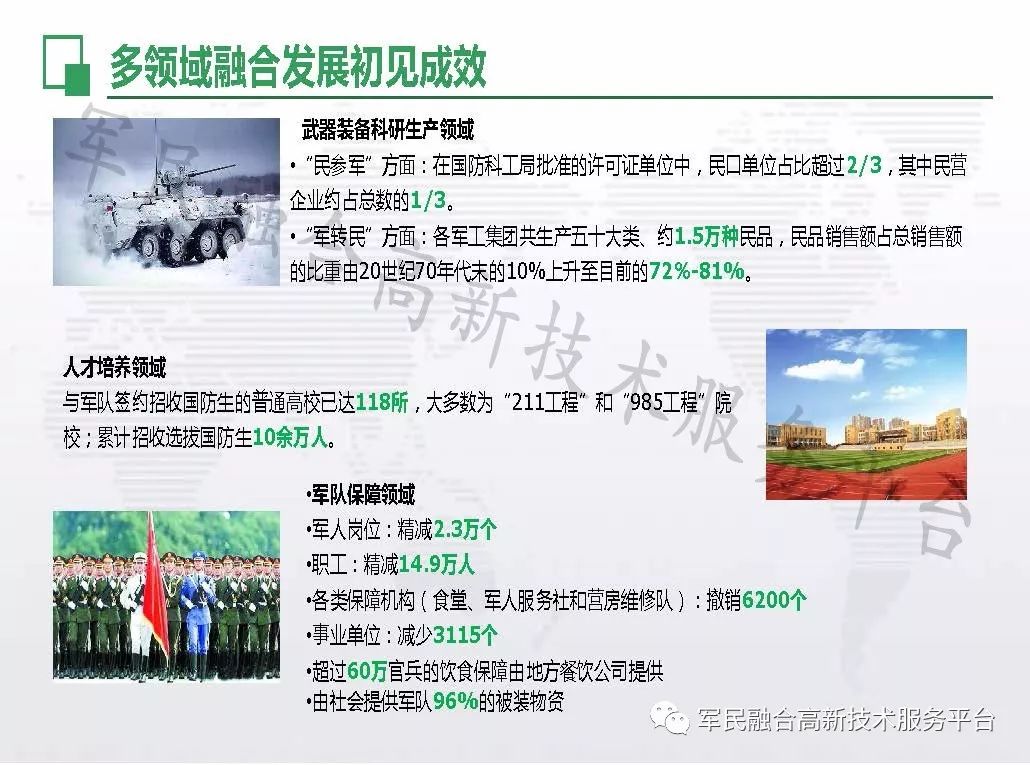 多领域融合发展初见成效
武器装备科研生产领域
•“民参军”方面：在国防科工局批准的许可证单位中，民口单位占比超过2/3，其中民营
企业约占总数的1/3。
•“军转民”方面：各军工集团共生产五十大类、约1.5万种民品，民品销售额占总销售额
的比重由20世纪70年代末的10%上升至目前的72%-81%。
人才培养领域
与军队签约招收国防生的普通高校已达118所，大多数为“211工程”和“985工程”院
校；累计招收选拔国防生10余万人。
•军队保障领域
•军人岗位：精减2.3万个
•职工：精减14.9万人
•各类保障机构（食堂、军人服务社和营房维修队）：撤销6200个
•事业单位：减少3115个
•超过60万官兵的饮食保障由地方餐饮公司提供
•由社会提供军队96%的被装物资
军民融合高新技术服务平台
军民融合高新技术服务平台